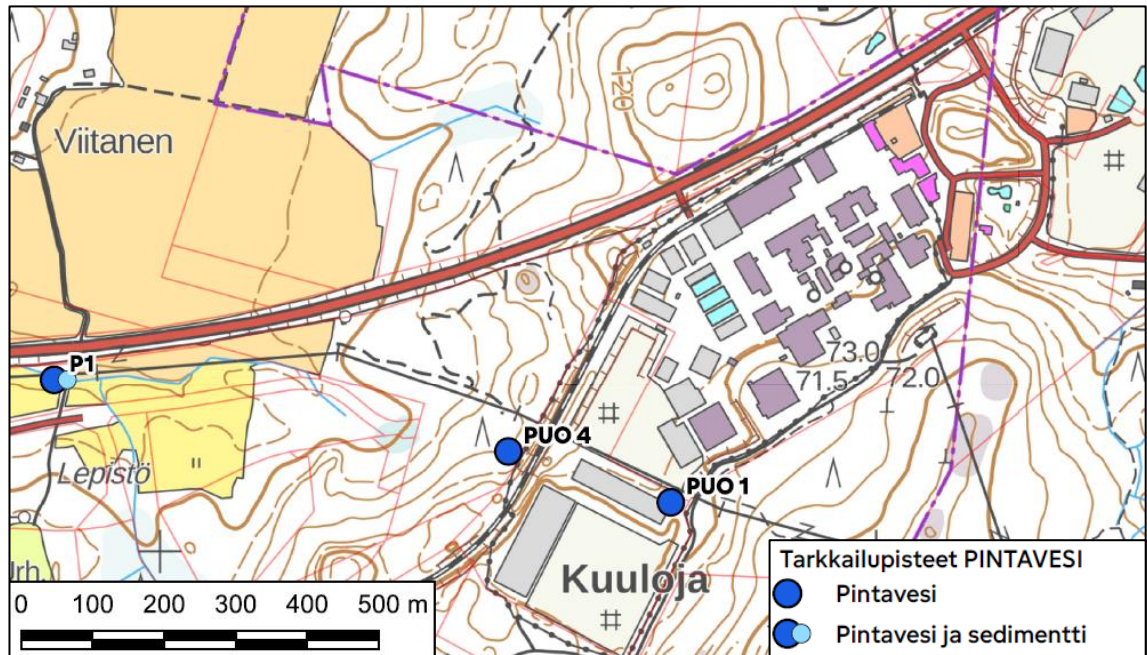 120
Viitanen
73.0
71.5
72.0
P1
PUO 4
Lepistö
PUO 1
Kuuloja
Urh.
0 100 200 300 400 500 m
Tarkkailupisteet PINTAVESI
Pintavesi
Pintavesi ja sedimentti